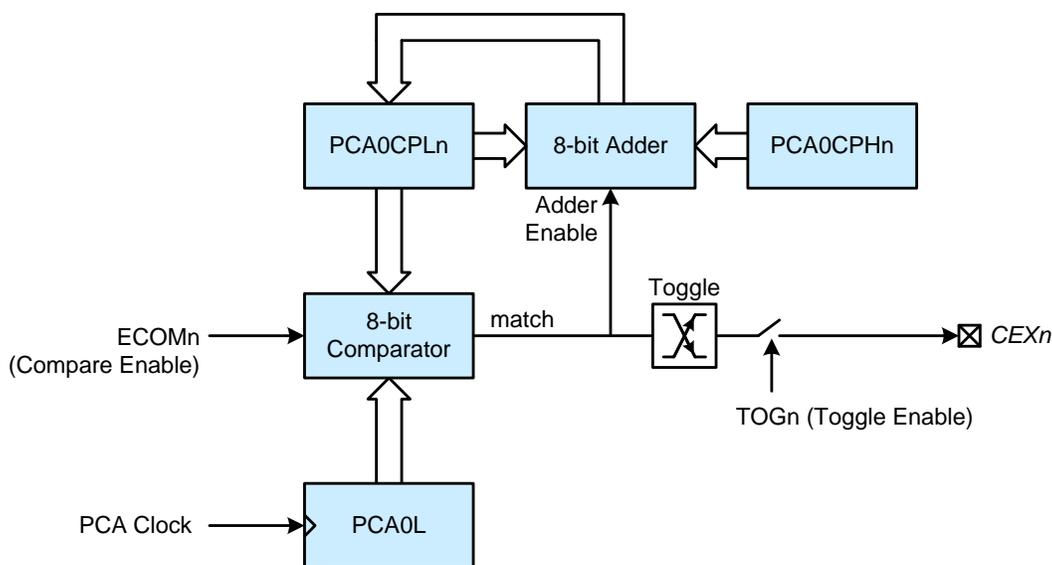 PCA0CPLn
8-bit Adder
PCA0CPHn
Adder
Enable
Toggle
ECOMn
(Compare Enable)
8-bit
Comparator
match
CEXn
TOGn (Toggle Enable)
PCA Clock
PCA0L